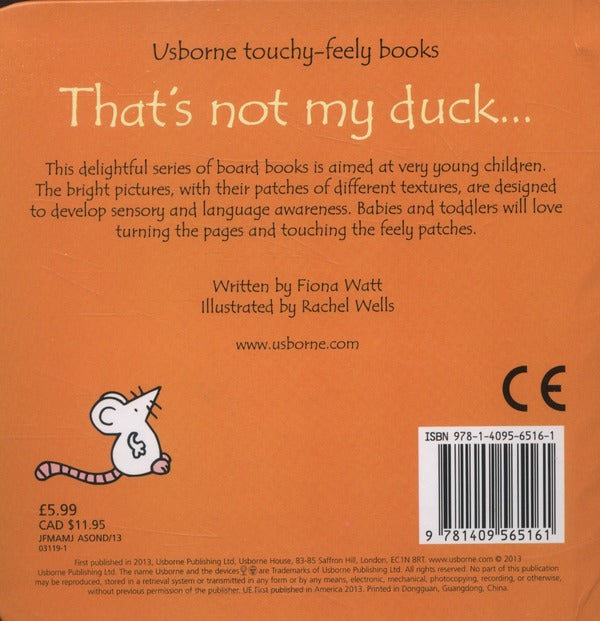 Usborne touchy-feely books
That's not my duck...
This delightful series of board books is aimed at very young children.
The bright pictures, with their patches of different textures, are designed
to develop sensory and language awareness. Babies and toddlers will love
turning the pages and touching the feely patches.
Written by Fiona Watt
Illustrated by Rachel Wells
www.usborne.com
CE
ISBN 978-1-4095-6516-1
9 781409 565161
£5.99
CAD $11.95
JFMAMJ ASOND/13
03119-1
First published in 2013, Usborne Publishing Ltd, Usborne House, 83-85 Saffron Hill, London, EC1N 8RT. www.usborne.com © 2013
Usborne Publishing Ltd. The name Usborne and the devices are Trademarks of Usborne Publishing Ltd. All rights reserved. No part of this publication may be
reproduced, stored in a retrieval system or transmitted in any form or by any means, electronic, mechanical, photocopying, recording, or otherwise,
without previous permission of the publisher. UE First published in America 2013. Printed in Dongguan, Guangdong, China.